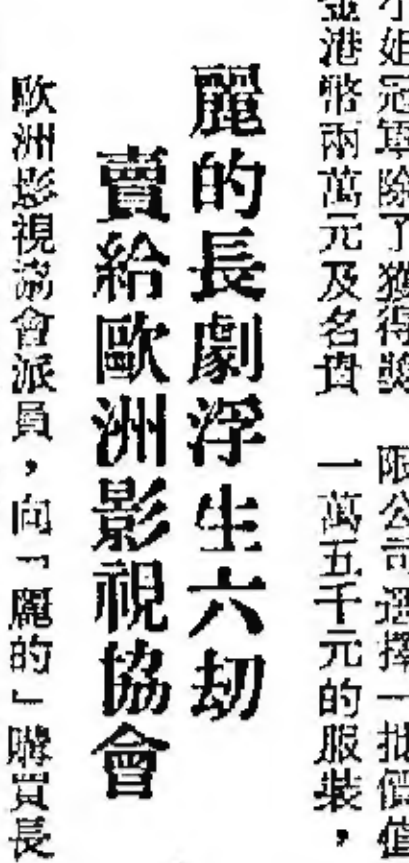 小姐冠軍除了獲得獎
金港幣兩萬元及名貴
限公司選擇一批價值
一萬五千元的服裝，
麗的長劇浮生六劫
賣給歐洲影視協會
歐洲影視協會派員，向「麗的」購買長